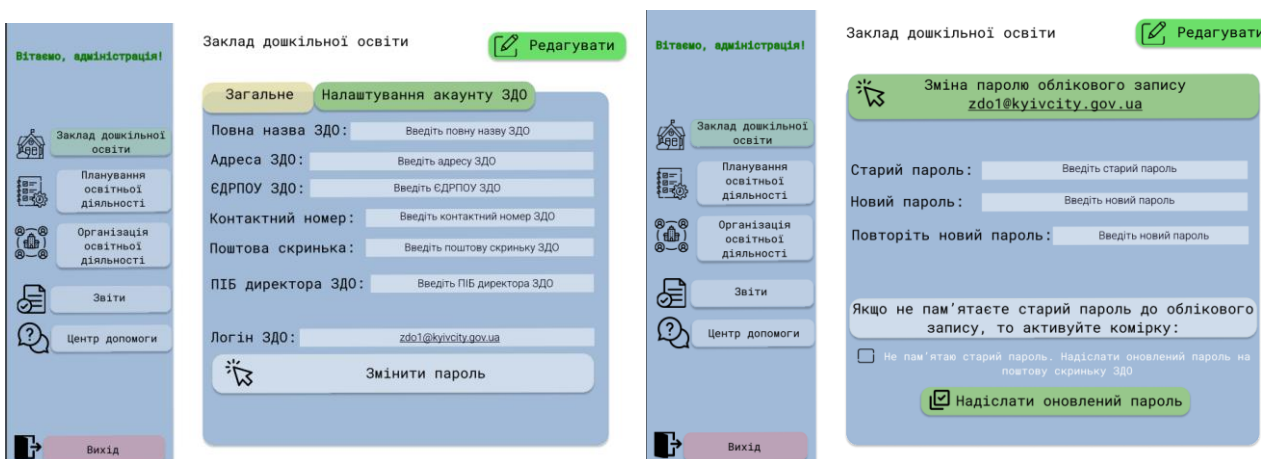 Вітаємо, адміністрація!
Заклад дошкільної
освіти
Планування
освітньої
діяльності
Організація
освітньої
діяльності
Звіти
Центр допомоги
Вихід
Заклад дошкільної освіти
Редагувати
Загальне
Налаштування акаунту ЗДО
Повна назва ЗДО: Введіть повну назву ЗДО
Адреса ЗДО: Введіть адресу ЗДО
ЄДРПОУ ЗДО: Введіть ЄДРПОУ ЗДО
Контактний номер: Введіть контактний номер ЗДО
Поштова скринька: Введіть поштову скриньку ЗДО
ПІБ директора ЗДО: Введіть ПІБ директора ЗДО
Логін ЗДО: zdo1@kyivcity.gov.ua
Змінити пароль
Вітаємо, адміністрація!
Заклад дошкільної
освіти
Планування
освітньої
діяльності
Організація
освітньої
діяльності
Звіти
Центр допомоги
Вихід
Заклад дошкільної освіти
Редагувати
Зміна паролю облікового запису
zdo1@kyivcity.gov.ua
Старий пароль: Введіть старий пароль
Новий пароль: Введіть новий пароль
Повторіть новий пароль: Введіть новий пароль
Якщо не пам’ятаєте старий пароль до облікового
запису, то активуйте комірку:
Не пам’ятаю старий пароль. Надіслати оновлений пароль на
поштову скриньку ЗДО
Надіслати оновлений пароль